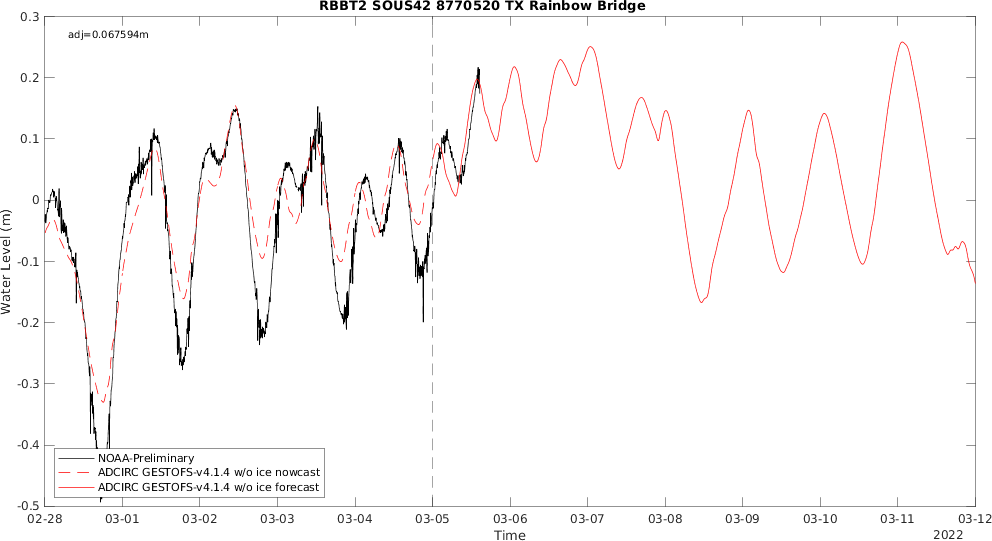 RBBT2 SOUS42 8770520 TX Rainbow Bridge
adj=0.067594m
0.3
0.2
0.1
0
-0.1
-0.2
-0.3
-0.4
-0.5
Water Level (m)
NOAA-Preliminary
ADCIRC GESTOFS-v4.1.4 w/o ice nowcast
ADCIRC GESTOFS-v4.1.4 w/o ice forecast
02-28 03-01 03-02 03-03 03-04 03-05 03-06 03-07 03-08 03-09 03-10 03-11 03-12
Time
2022